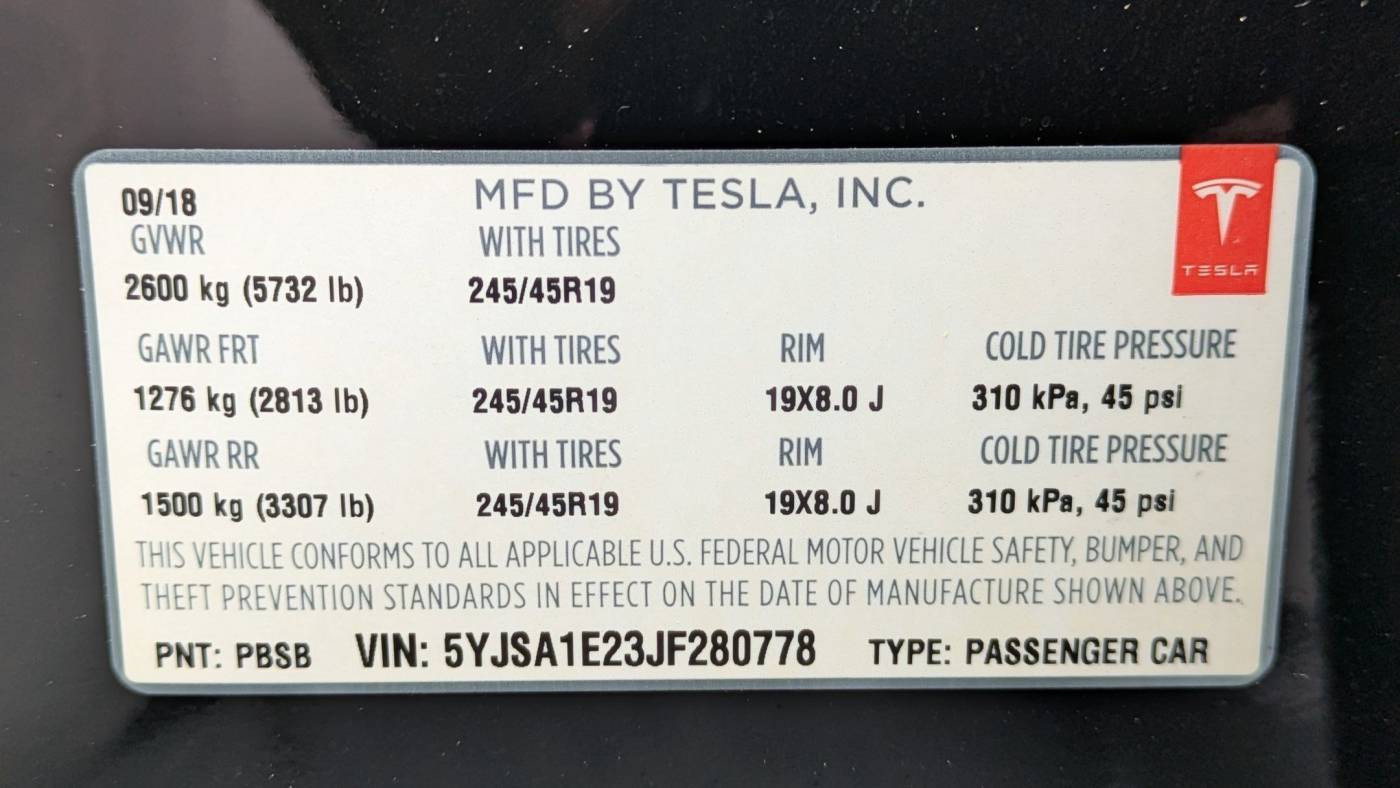 09/18 MFD BY TESLA, INC.
GVWR WITH TIRES
2600 kg (5732 lb) 245/45R19
TESLA
GAWR FRT WITH TIRES RIM COLD TIRE PRESSURE
1276 kg (2813 lb) 245/45R19 19X8.0 J 310 kPa, 45 psi
GAWR RR WITH TIRES RIM COLD TIRE PRESSURE
1500 kg (3307 lb) 245/45R19 19X8.0 J 310 kPa, 45 psi
THIS VEHICLE CONFORMS TO ALL APPLICABLE U.S. FEDERAL MOTOR VEHICLE SAFETY, BUMPER, AND
THEFT PREVENTION STANDARDS IN EFFECT ON THE DATE OF MANUFACTURE SHOWN ABOVE.
PNT: PBSB VIN: 5YJSA1E23JF280778 TYPE: PASSENGER CAR